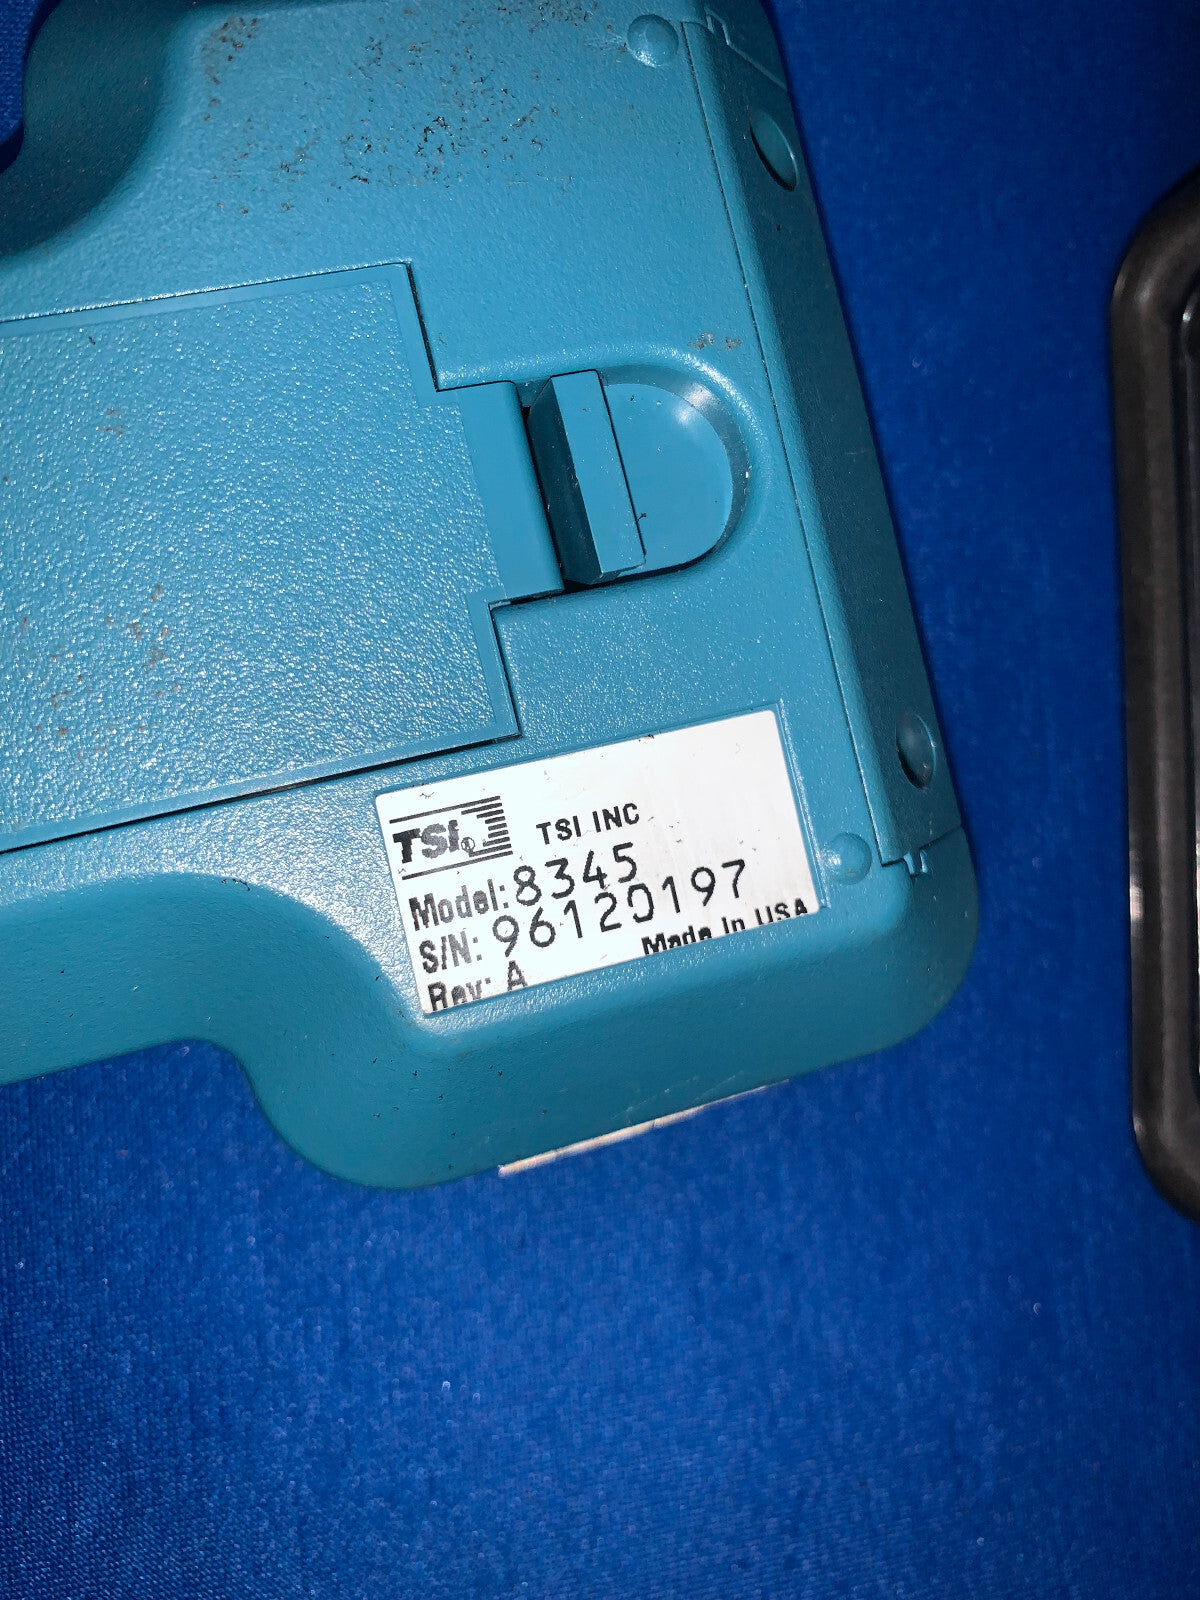 TSI® TSI INC
Model: 8345
S/N: 96120197
Rev: A Made In USA